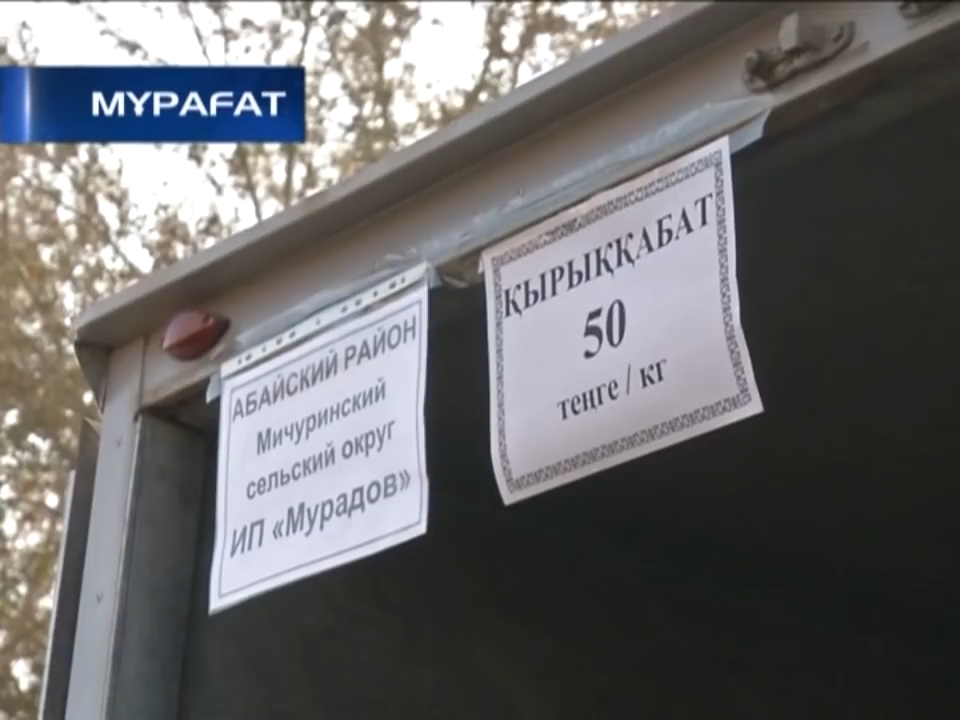 МҰРАҒАТ
АБАЙСКИЙ РАЙОН
Мичуринский
сельский округ
ИП «Мурадов»
ҚЫРЫҚҚАБАТ
50
теңге / кг